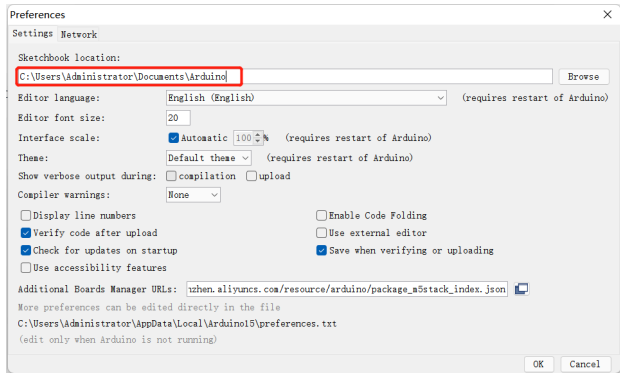 Preferences
Settings Network
Sketchbook location:
C:\Users\Administrator\Documents\Arduino Browse
Editor language: English (English) (requires restart of Arduino)
Editor font size: 20
Interface scale: Automatic 100 % (requires restart of Arduino)
Theme: Default theme (requires restart of Arduino)
Show verbose output during: compilation upload
Compiler warnings: None
Display line numbers Enable Code Folding
Verify code after upload Use external editor
Check for updates on startup Save when verifying or uploading
Use accessibility features
Additional Boards Manager URLs: nzhen.aliyuncs.com/resource/arduino/package_m5stack_index.json
More preferences can be edited directly in the file
C:\Users\Administrator\AppData\Local\Arduino15\preferences.txt
(edit only when Arduino is not running)
OK Cancel